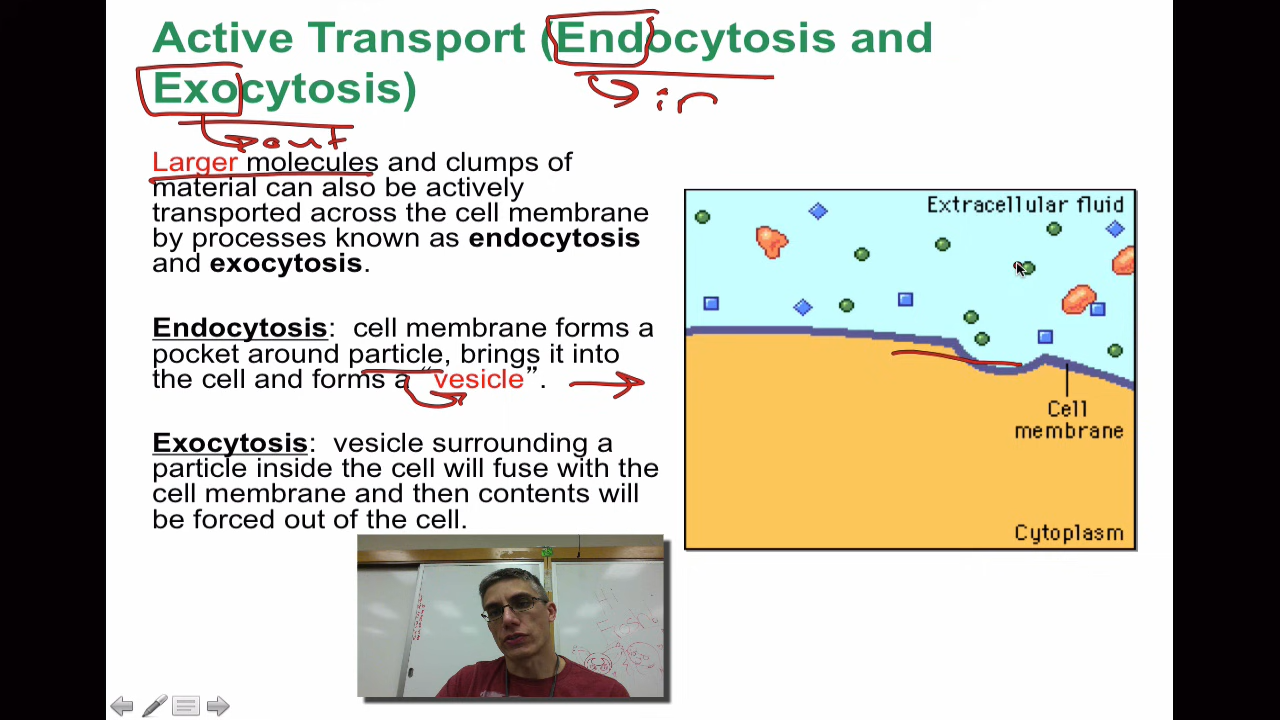 Active Transport (Endocytosis and
Exocytosis)
in
out
Larger molecules and clumps of
material can also be actively
transported across the cell membrane
by processes known as endocytosis
and exocytosis.
Endocytosis:  cell membrane forms a
pocket around particle, brings it into
the cell and forms a “vesicle”.
Exocytosis:  vesicle surrounding a
particle inside the cell will fuse with the
cell membrane and then contents will
be forced out of the cell.
Extracellular fluid
Cell
membrane
Cytoplasm